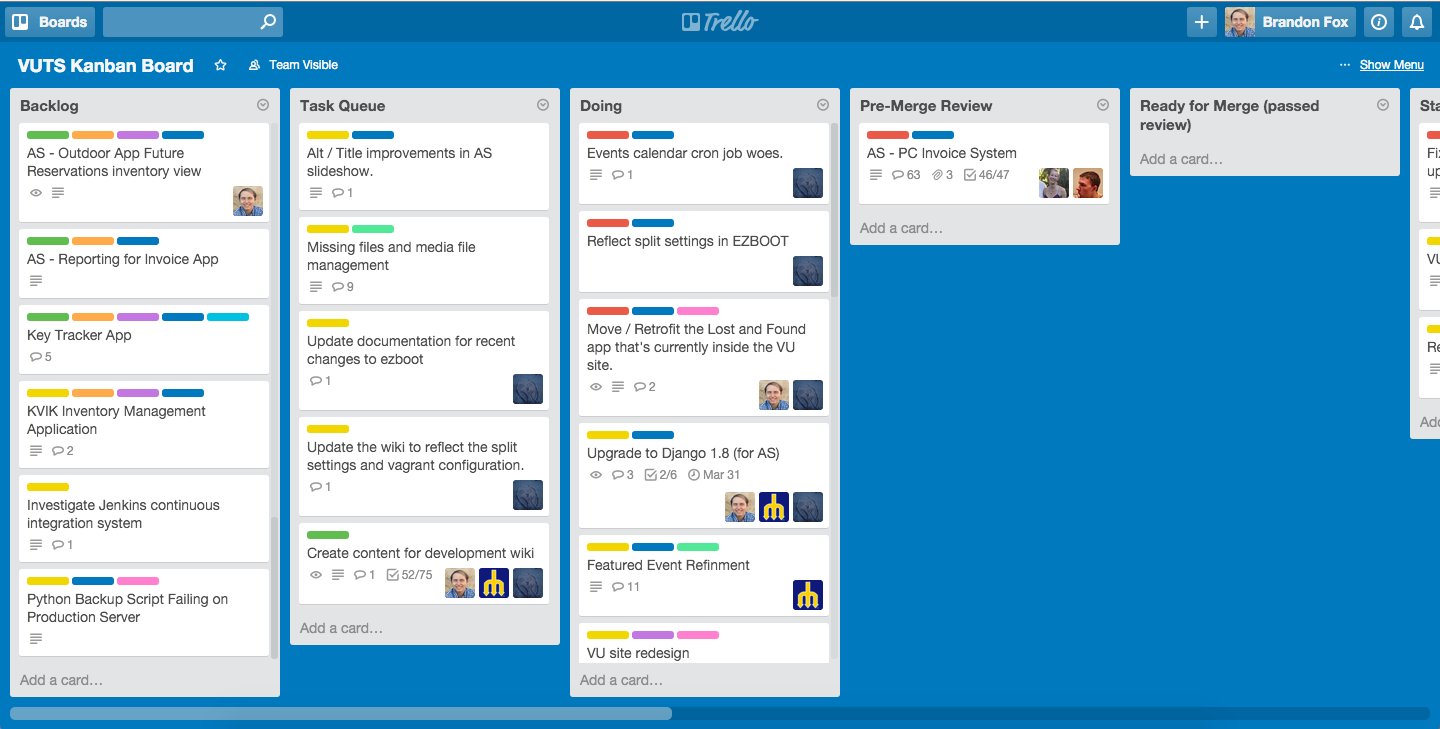 Boards
Trello
Brandon Fox
VUTS Kanban Board
Team Visible
... Show Menu
Backlog
AS - Outdoor App Future
Reservations inventory view
AS - Reporting for Invoice App
Key Tracker App
5
KVIK Inventory Management
Application
2
Investigate Jenkins continuous
integration system
1
Python Backup Script Failing on
Production Server
Add a card…
Task Queue
Alt / Title improvements in AS
slideshow.
1
Missing files and media file
management
9
Update documentation for recent
changes to ezboot
1
Update the wiki to reflect the split
settings and vagrant configuration.
1
Create content for development wiki
1 52/75
Add a card…
Doing
Events calendar cron job woes.
1
Reflect split settings in EZBOOT
Move / Retrofit the Lost and Found
app that's currently inside the VU
site.
2
Upgrade to Django 1.8 (for AS)
3 2/6 Mar 31
Featured Event Refinment
11
VU site redesign
Add a card…
Pre-Merge Review
AS - PC Invoice System
63 3 46/47
Add a card…
Ready for Merge (passed
review)
Add a card…
Sta
Fi
up
VU
Re
Add